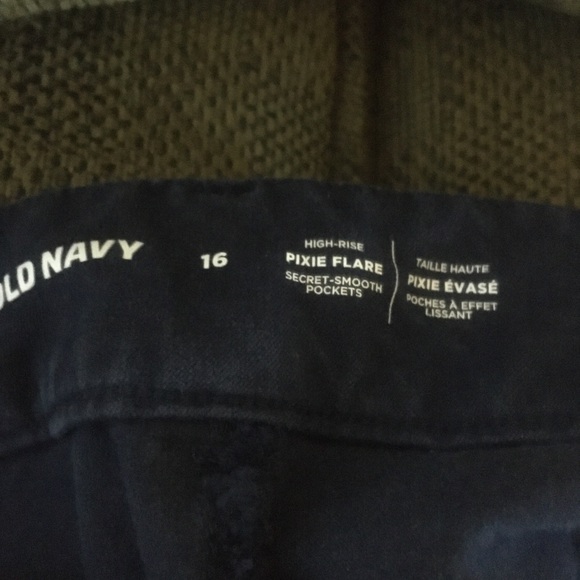 OLD NAVY
16
HIGH-RISE
PIXIE FLARE
SECRET-SMOOTH
POCKETS
TAILLE HAUTE
PIXIE ÉVASÉ
POCHES À EFFET
LISSANT